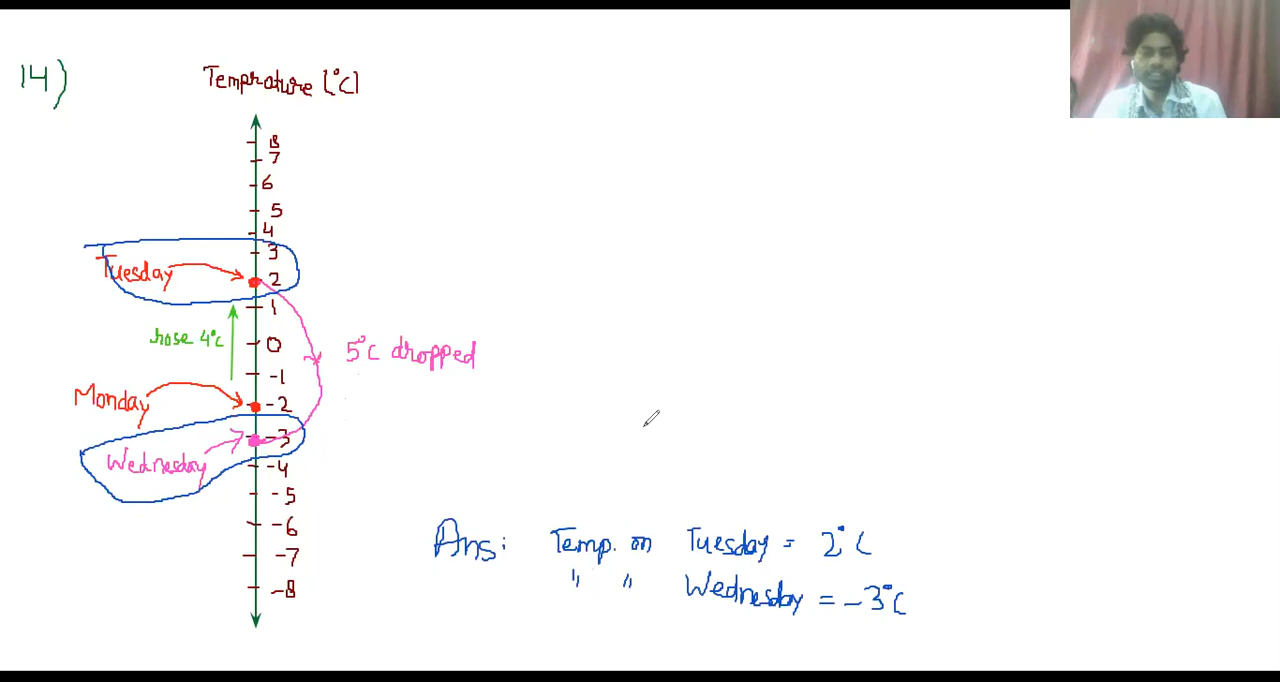 14)
Temprature (°C)
8
7
6
5
4
3
Tuesday
2
1
rose 4°C
0
5°C dropped
-1
Monday
-2
-3
Wednesday
-4
-5
-6
Ans: Temp. on Tuesday = 2°C
-7
" " Wednesday = -3°C
-8